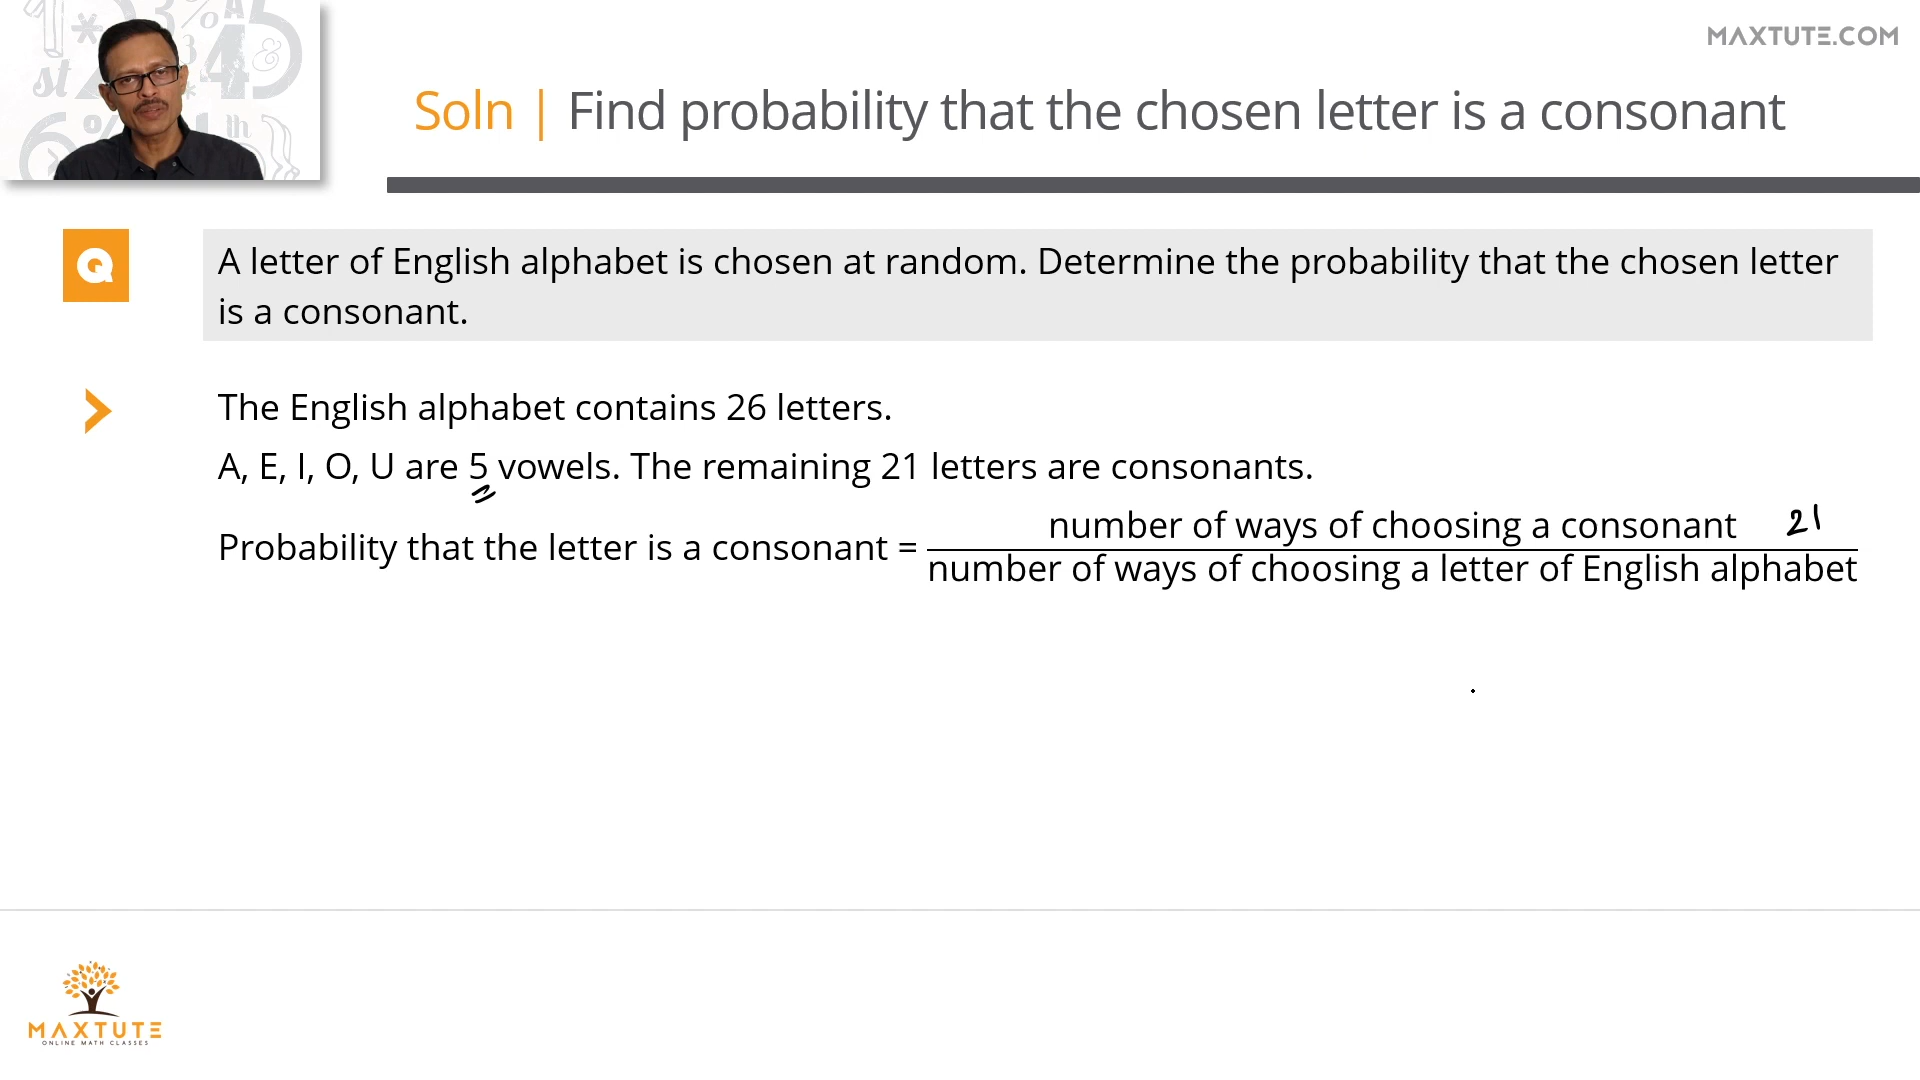 MAXTUTE.COM
Soln | Find probability that the chosen letter is a consonant
Q
A letter of English alphabet is chosen at random. Determine the probability that the chosen letter
is a consonant.
The English alphabet contains 26 letters.
A, E, I, O, U are 5 vowels. The remaining 21 letters are consonants.
Probability that the letter is a consonant =
number of ways of choosing a consonant 21
number of ways of choosing a letter of English alphabet
MAXTUTE
ONLINE MATH CLASSES